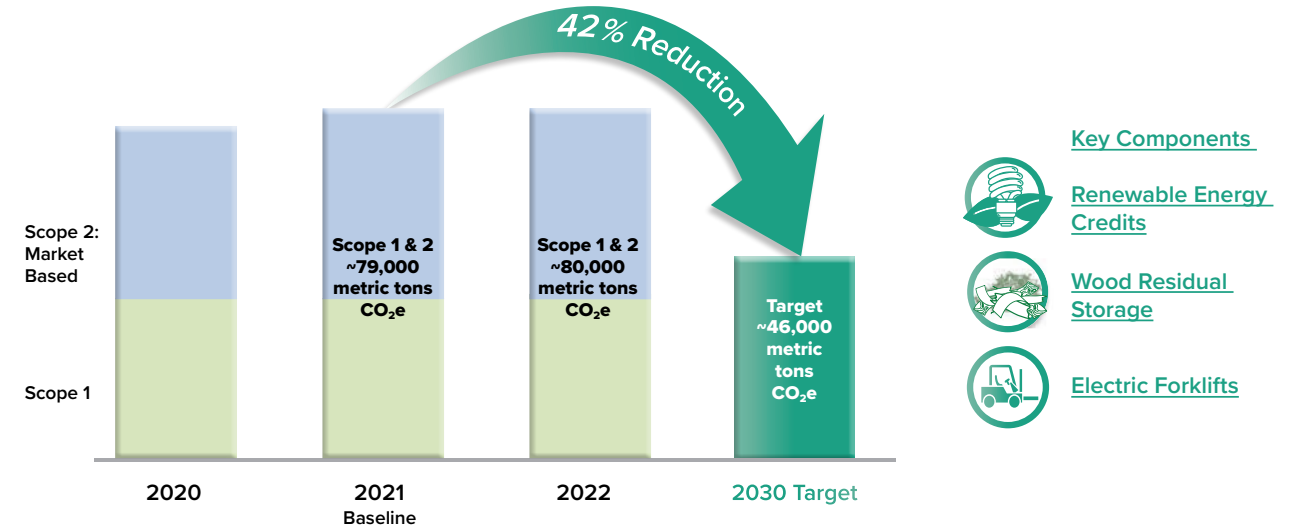 42% Reduction
Scope 2:
Market
Based
Scope 1
Scope 1 & 2
~79,000
metric tons
CO₂e
Scope 1 & 2
~80,000
metric tons
CO₂e
Target
~46,000
metric
tons
CO₂e
2020
2021
Baseline
2022
2030 Target
Key Components
Renewable Energy
Credits
Wood Residual
Storage
Electric Forklifts